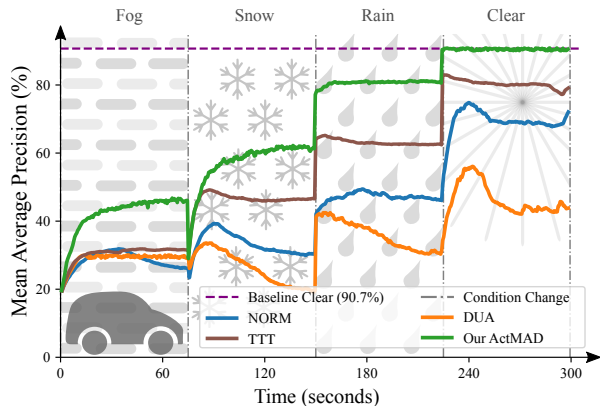 Fog Snow Rain Clear
Mean Average Precision (%)
80
60
40
20
0
Baseline Clear (90.7%) Condition Change
NORM DUA
TTT Our ActMAD
0 60 120 180 240 300
Time (seconds)